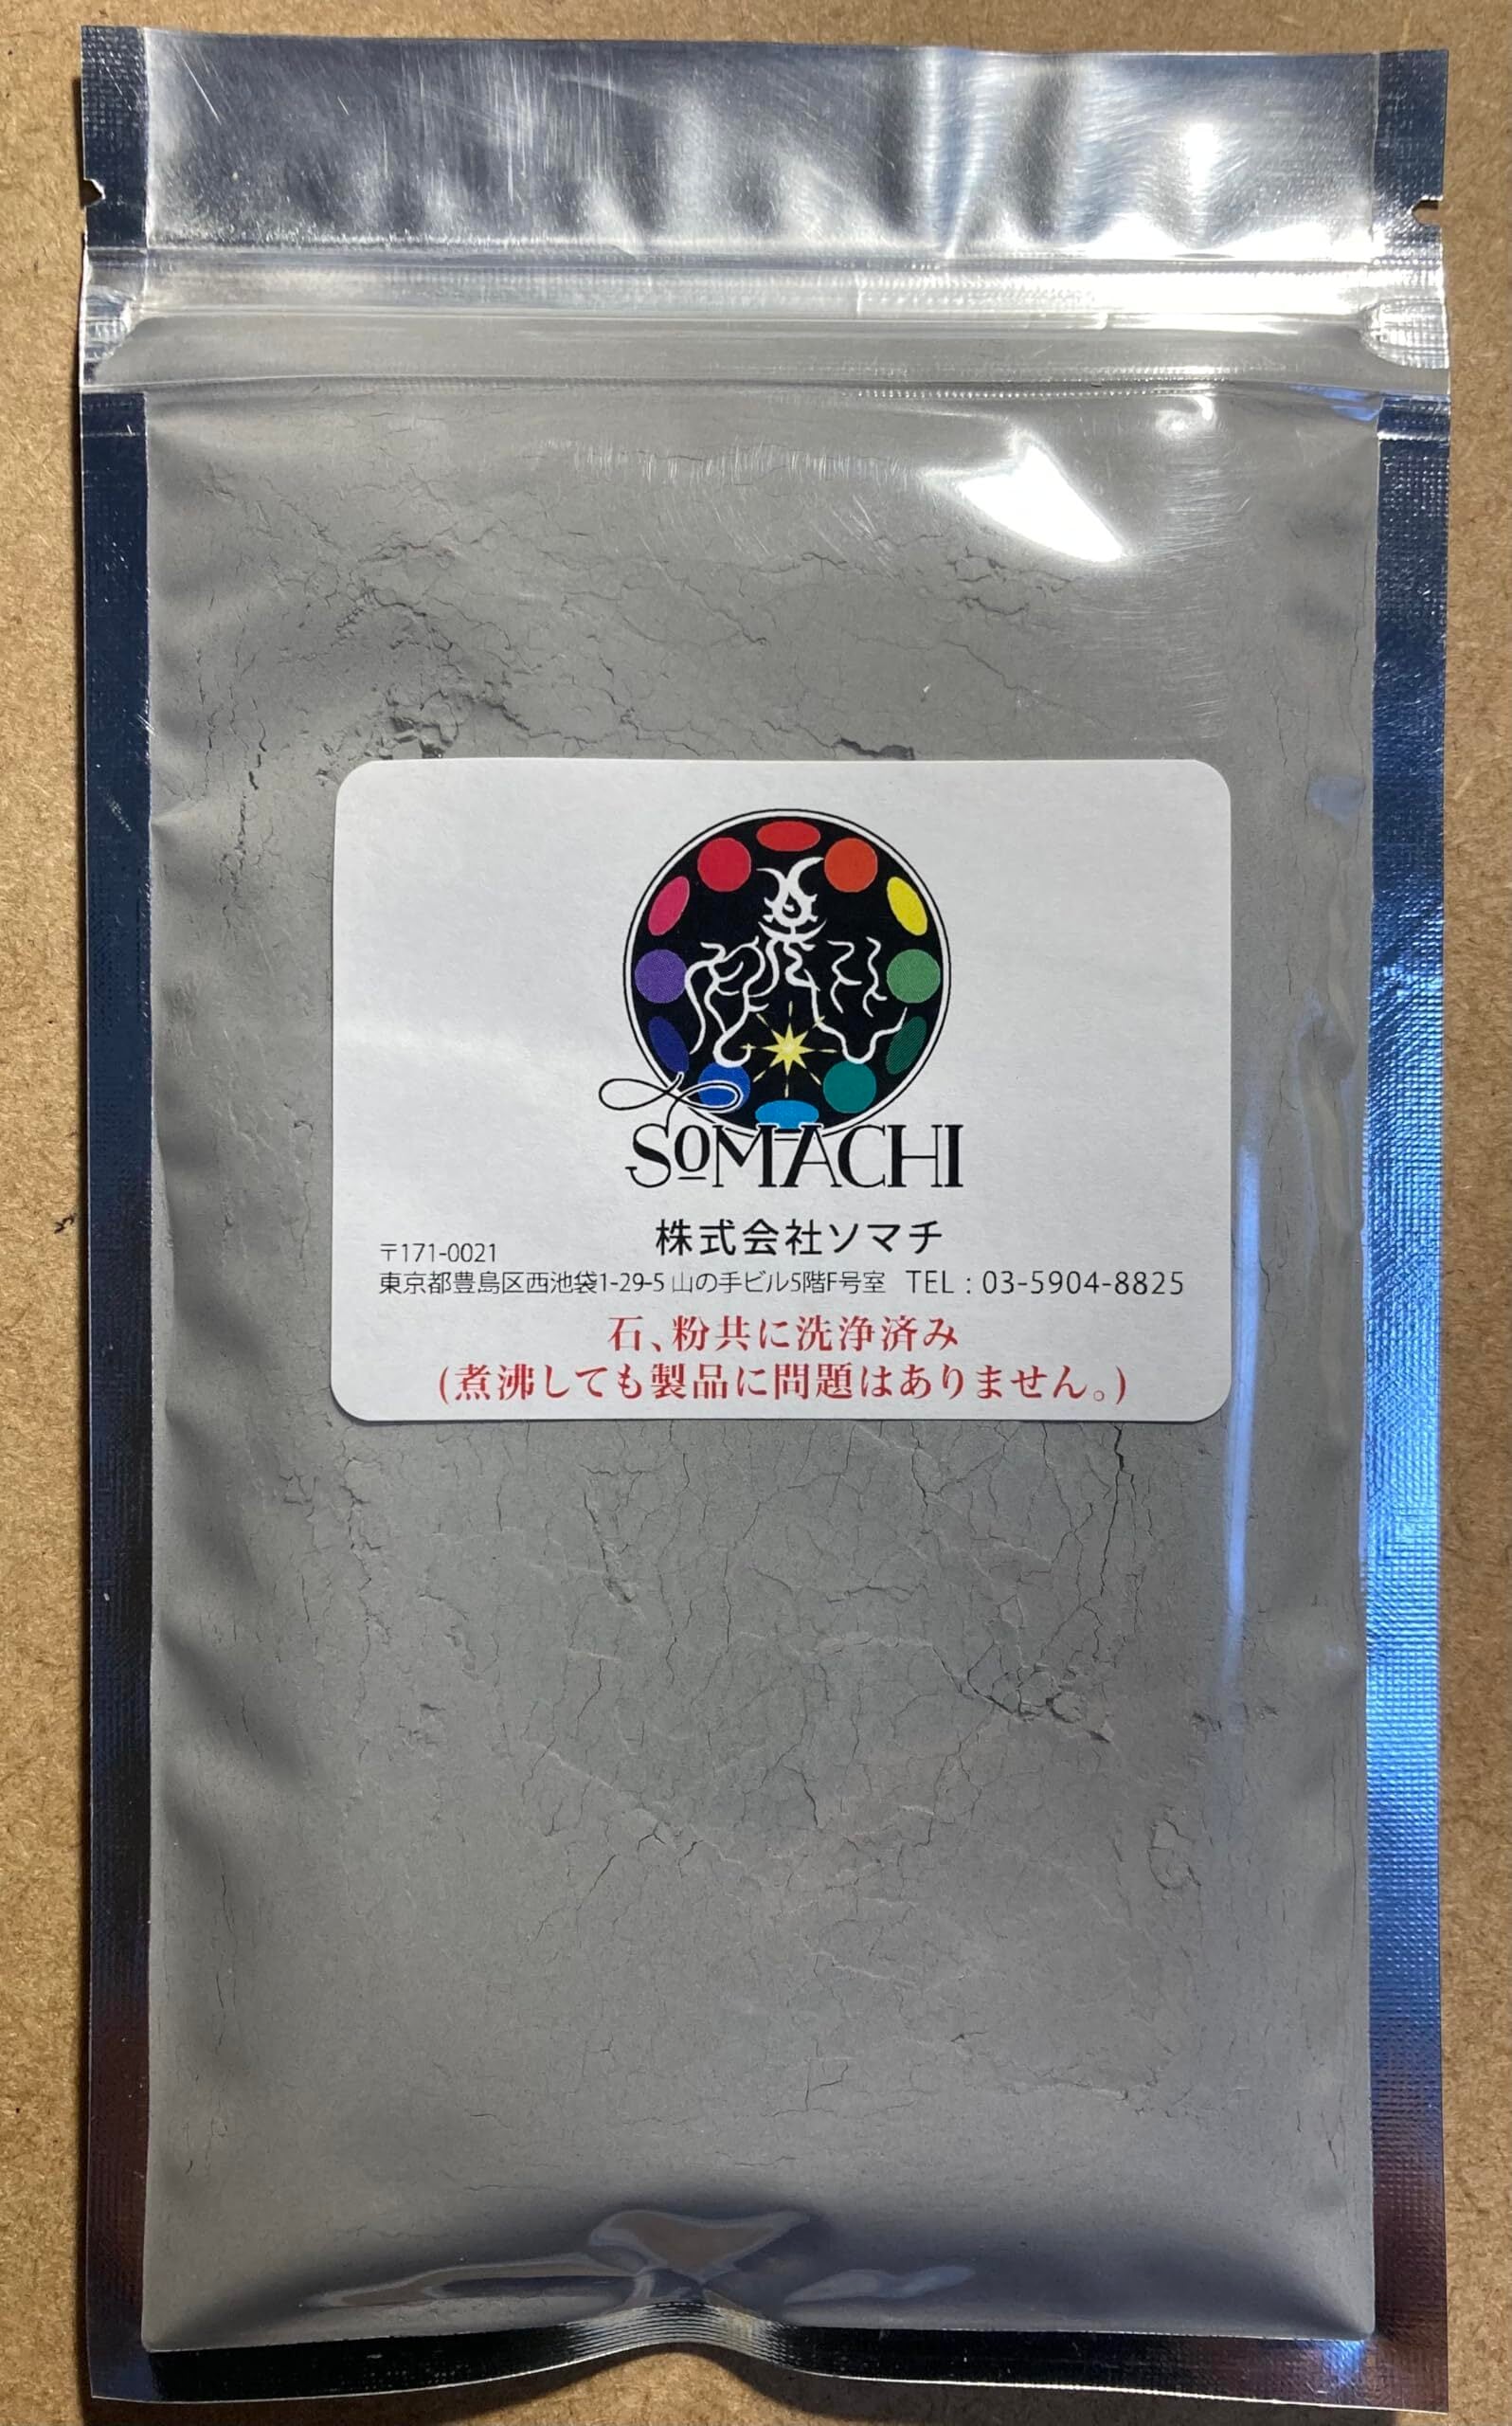 SOMACHI
株式会社ソマチ
〒171-0021
東京都豊島区西池袋1-29-5 山の手ビル5階F号室 TEL : 03-5904-8825
石、粉共に洗浄済み
(煮沸しても製品に問題はありません。)